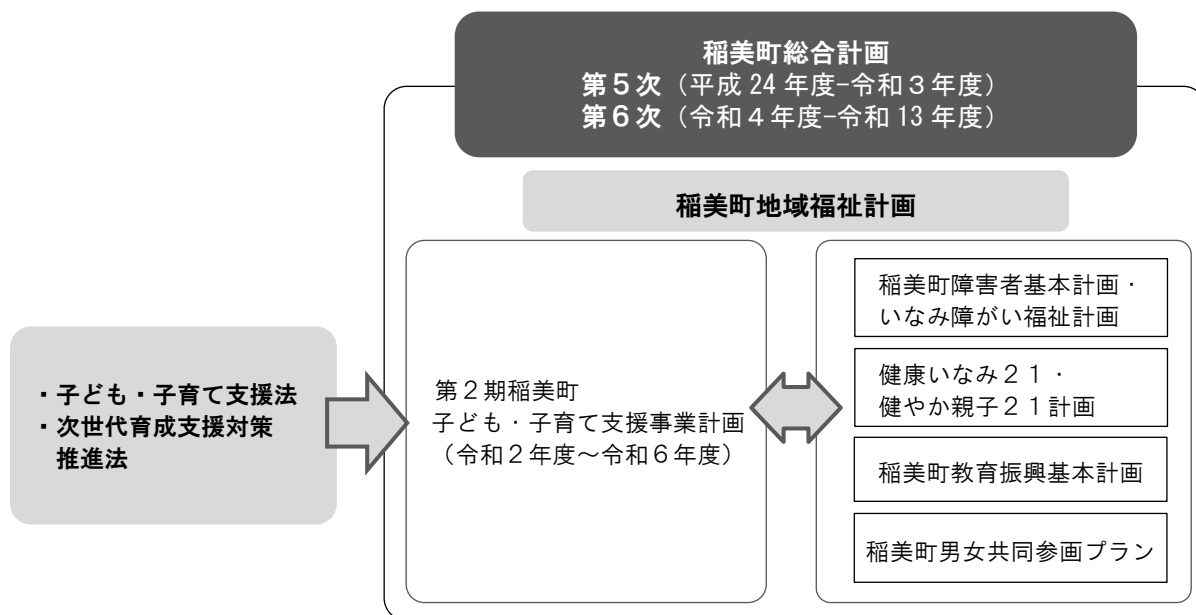 稲美町総合計画
第５次（平成 24 年度−令和３年度）
第６次（令和４年度−令和 13 年度）
稲美町地域福祉計画
・子ども・子育て支援法
・次世代育成支援対策
推進法
第２期稲美町
子ども・子育て支援事業計画
（令和２年度～令和６年度）
稲美町障害者基本計画・
いなみ障がい福祉計画
健康いなみ２１・
健やか親子２１計画
稲美町教育振興基本計画
稲美町男女共同参画プラン